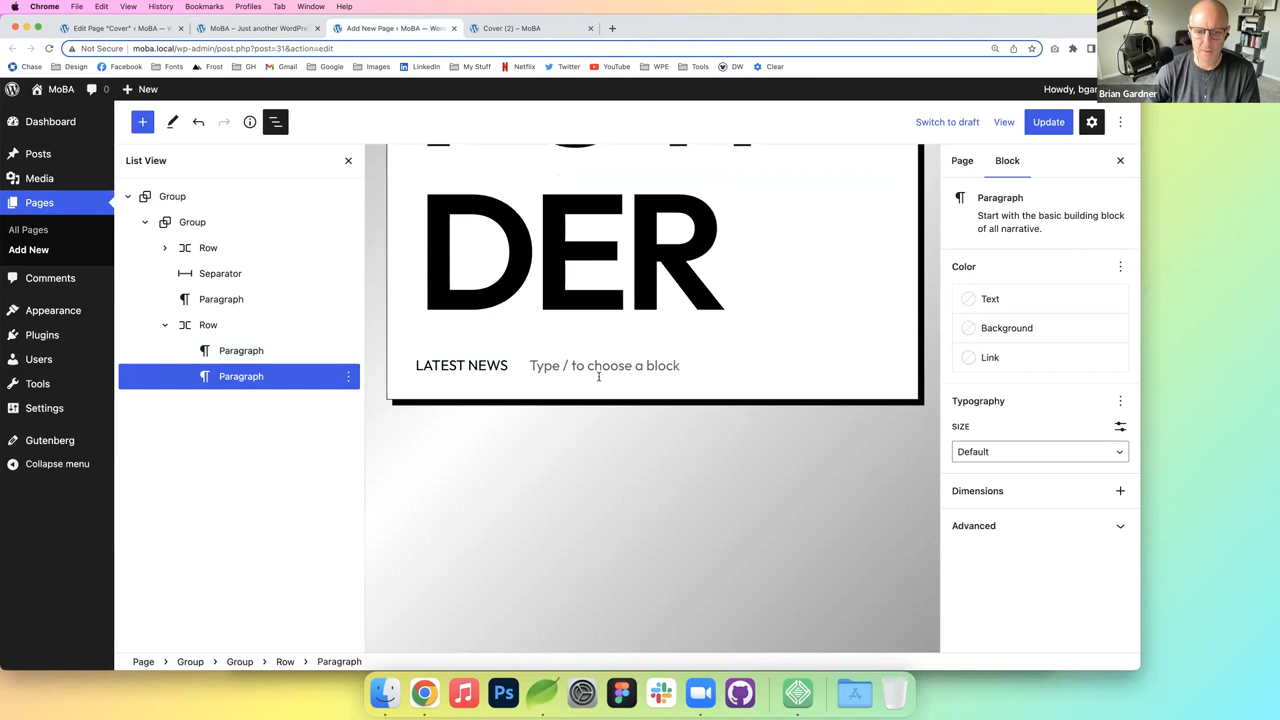 Chrome File Edit View History Bookmarks Profiles Tab Window Help
Edit Page “Cover” ‹ MoBA — W
MoBA – Just another WordPre
Add New Page ‹ MoBA — Wor
Cover (2) – MoBA
Not Secure moba.local/wp-admin/post.php?post=31&action=edit
Chase Design Facebook Fonts Frost GH Gmail Google Images LinkedIn My Stuff Netflix Twitter WPE YouTube Tools DW Clear
MoBA 0 New Howdy, bgar
Brian Gardner
Dashboard
Posts
Media
Pages
All Pages
Add New
Comments
Appearance
Plugins
Users
Tools
Settings
Gutenberg
Collapse menu
Switch to draft View Update
List View
Group
Group
Row
Separator
Paragraph
Row
Paragraph
Paragraph
DER
LATEST NEWS Type / to choose a block
Page Block
Paragraph
Start with the basic building block
of all narrative.
Color
Text
Background
Link
Typography
SIZE
Default
Dimensions
Advanced
Page › Group › Group › Row › Paragraph
Ps